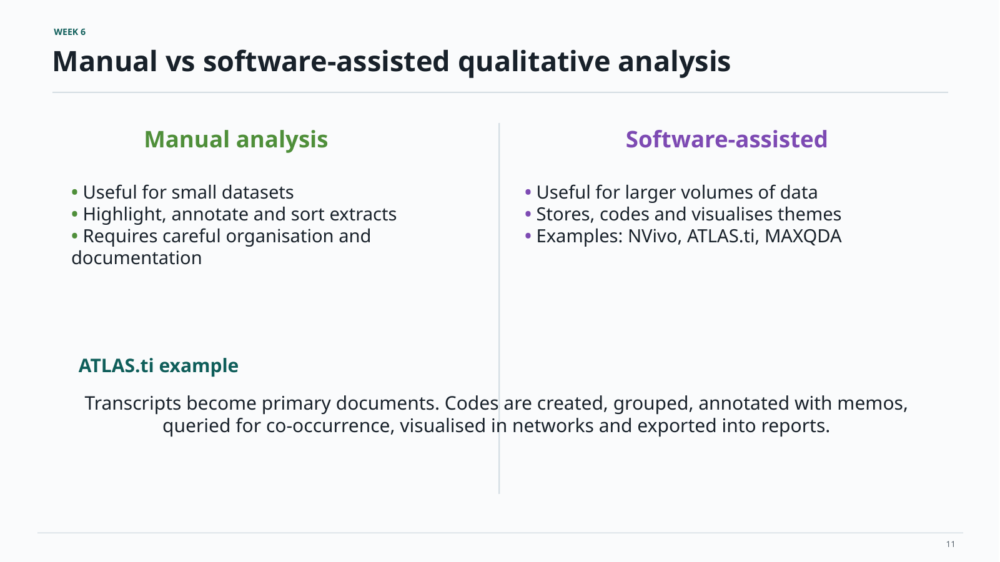 WEEK 6
Manual vs software-assisted qualitative analysis
Manual analysis
• Useful for small datasets
• Highlight, annotate and sort extracts
• Requires careful organisation and
documentation
Software-assisted
• Useful for larger volumes of data
• Stores, codes and visualises themes
• Examples: NVivo, ATLAS.ti, MAXQDA
ATLAS.ti example
Transcripts become primary documents. Codes are created, grouped, annotated with memos,
queried for co-occurrence, visualised in networks and exported into reports.
11